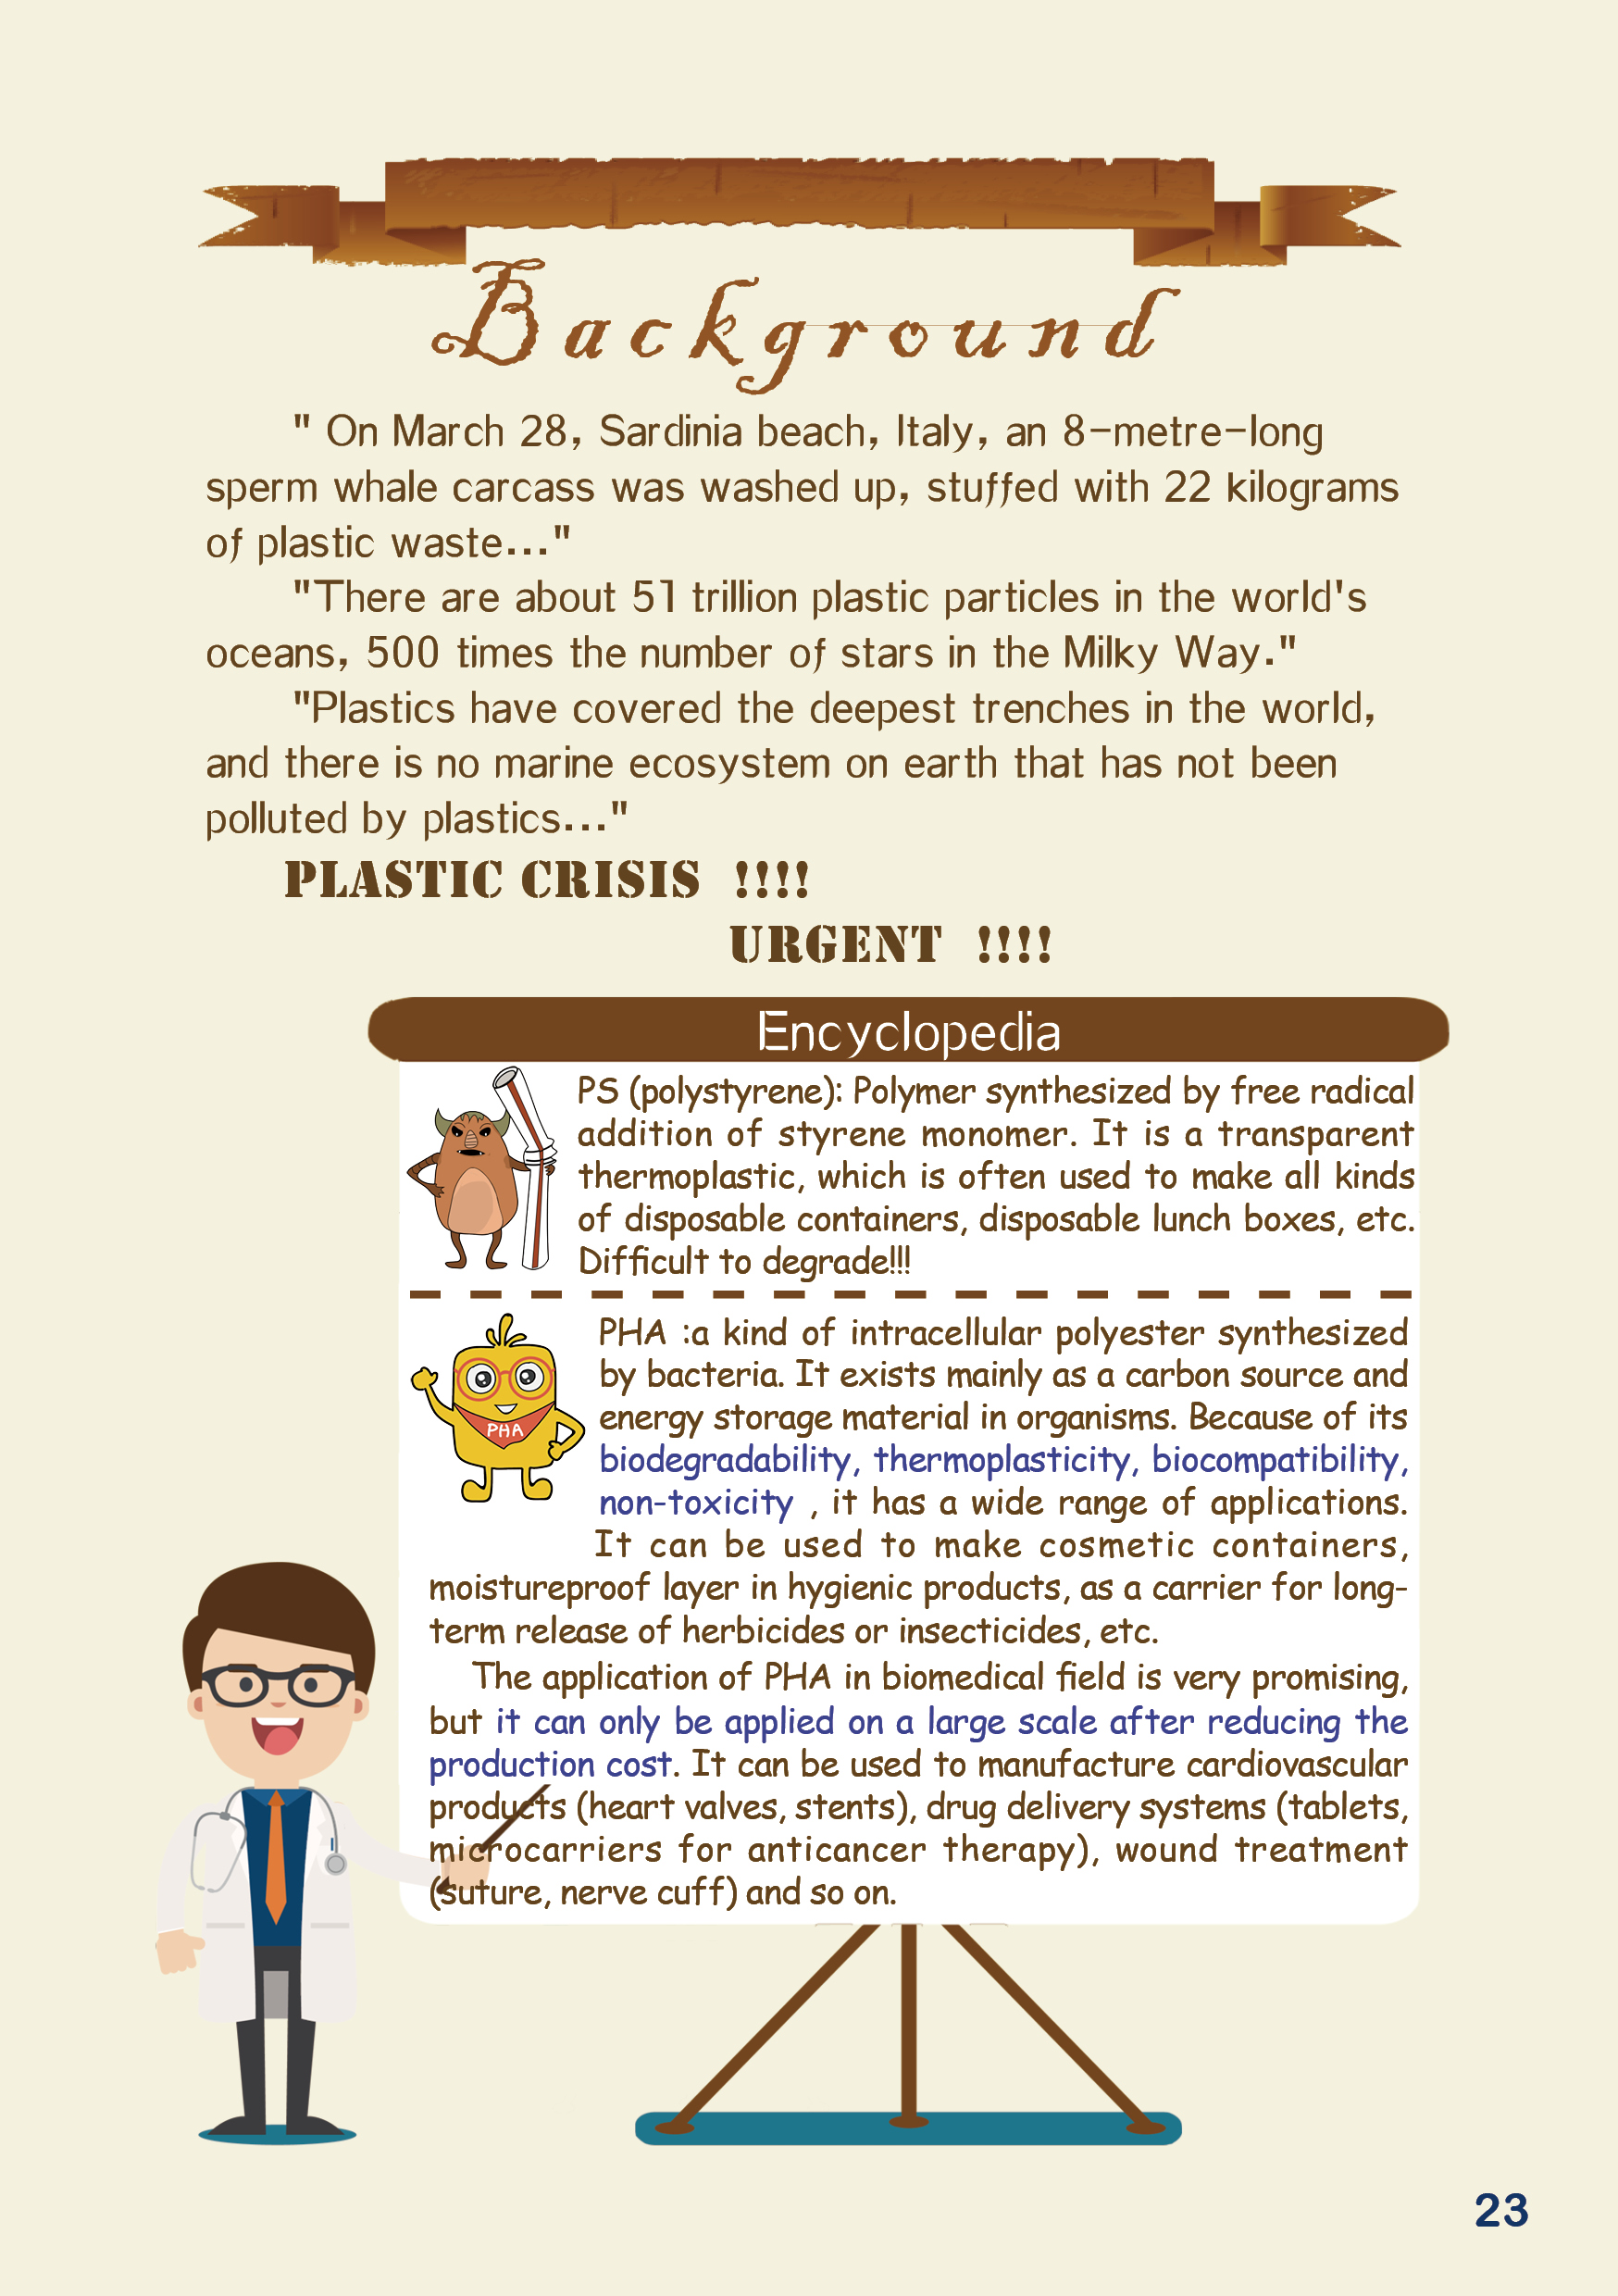 Background
" On March 28, Sardinia beach, Italy, an 8-metre-long
sperm whale carcass was washed up, stuffed with 22 kilograms
of plastic waste..."
"There are about 51 trillion plastic particles in the world's
oceans, 500 times the number of stars in the Milky Way."
"Plastics have covered the deepest trenches in the world,
and there is no marine ecosystem on earth that has not been
polluted by plastics..."
PLASTIC CRISIS !!!!
URGENT !!!!
Encyclopedia
PS (polystyrene): Polymer synthesized by free radical
addition of styrene monomer. It is a transparent
thermoplastic, which is often used to make all kinds
of disposable containers, disposable lunch boxes, etc.
Difficult to degrade!!!
PHA :a kind of intracellular polyester synthesized
by bacteria. It exists mainly as a carbon source and
energy storage material in organisms. Because of its
biodegradability, thermoplasticity, biocompatibility,
non-toxicity , it has a wide range of applications.
It can be used to make cosmetic containers,
moistureproof layer in hygienic products, as a carrier for long-
term release of herbicides or insecticides, etc.
PHA
The application of PHA in biomedical field is very promising,
but it can only be applied on a large scale after reducing the
production cost. It can be used to manufacture cardiovascular
products (heart valves, stents), drug delivery systems (tablets,
microcarriers for anticancer therapy), wound treatment
(suture, nerve cuff) and so on.
23